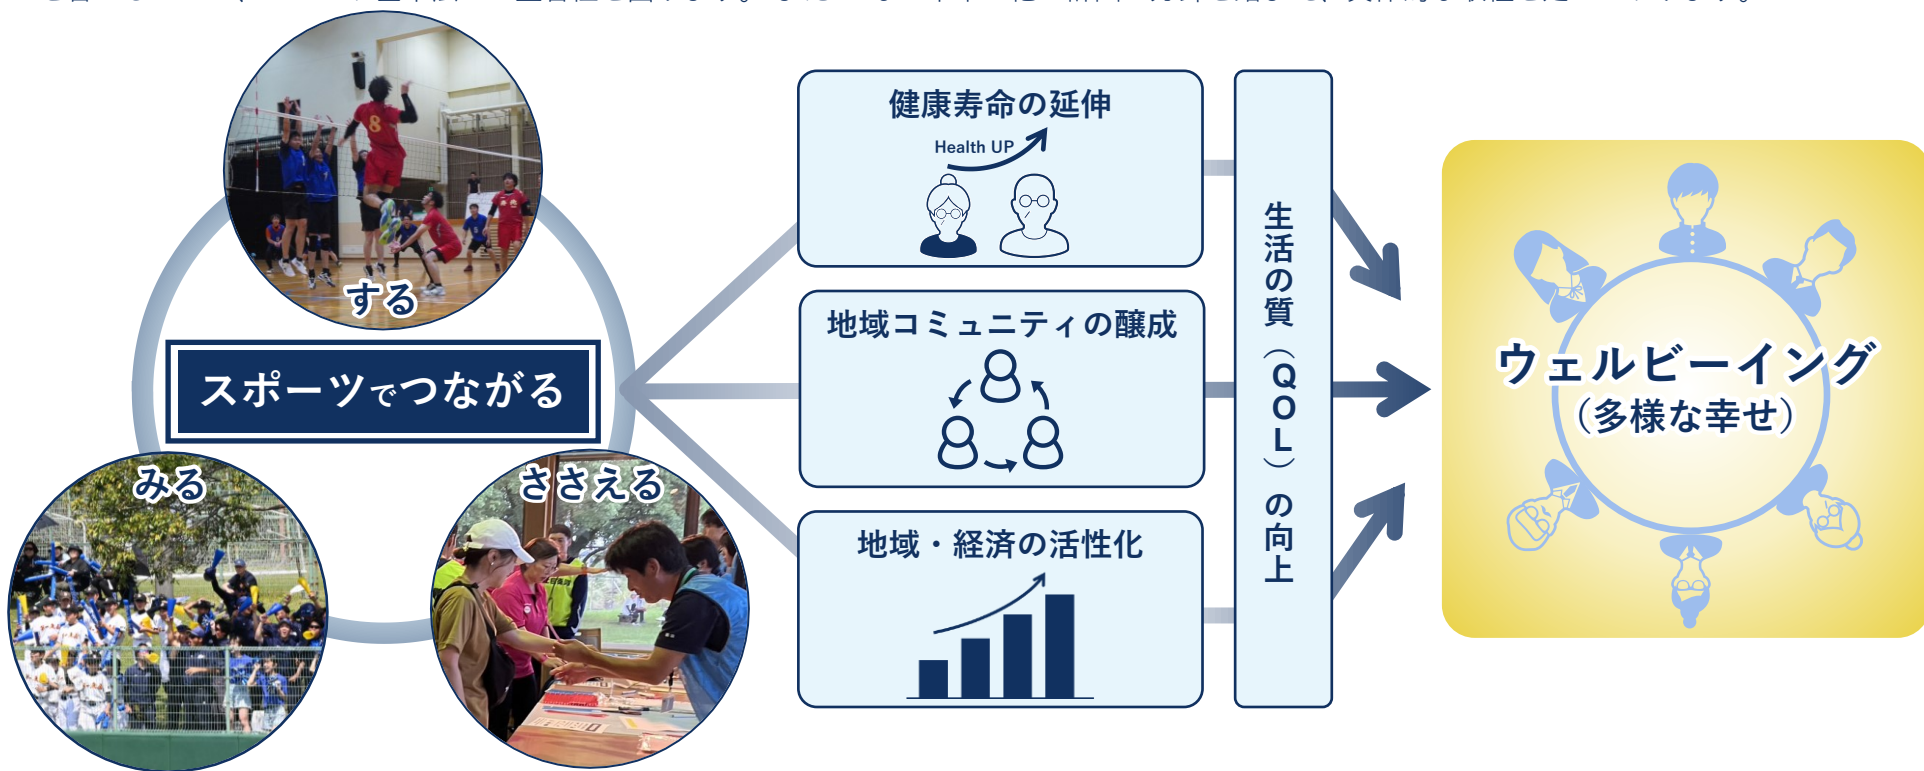 する
スポーツでつながる
みる
ささえる
健康寿命の延伸
Health UP
地域コミュニティの醸成
地域・経済の活性化
生活の質（QOL）の向上
ウェルビーイング
（多様な幸せ）
8